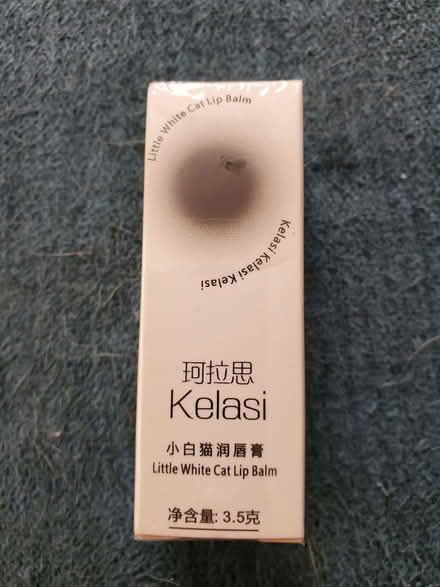 Little White Cat Lip Balm
Kelasi Kelasi Kelasi
珂拉思
Kelasi
小白猫润唇膏
Little White Cat Lip Balm
净含量: 3.5克